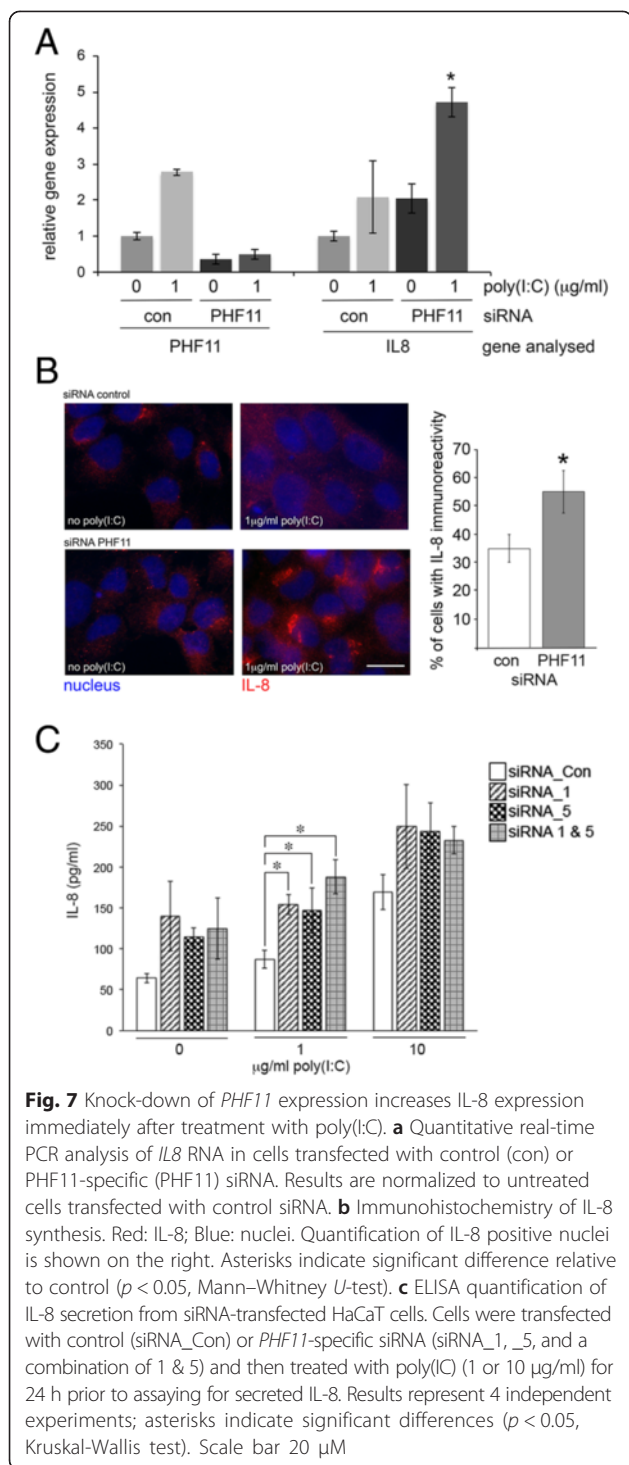 A
6
5
4
3
2
1
0
relative gene expression
*
0 1 0 1 0 1 0 1 poly(I:C) (µg/ml)
con PHF11 con PHF11 siRNA
PHF11 IL8 gene analysed
B
siRNA control
no poly(I:C)
1µg/ml poly(I:C)
siRNA PHF11
no poly(I:C)
1µg/ml poly(I:C)
nucleus
IL-8
% of cells with IL-8 immunoreactivity
70
60
50
40
30
20
10
*
con PHF11
siRNA
C
350
300
250
200
150
100
50
0
IL-8 (pg/ml)
siRNA_Con
siRNA_1
siRNA_5
siRNA 1 & 5
*
*
*
0 1 10
µg/ml poly(I:C)
Fig. 7 Knock-down of PHF11 expression increases IL-8 expression
immediately after treatment with poly(I:C). a Quantitative real-time
PCR analysis of IL8 RNA in cells transfected with control (con) or
PHF11-specific (PHF11) siRNA. Results are normalized to untreated
cells transfected with control siRNA. b Immunohistochemistry of IL-8
synthesis. Red: IL-8; Blue: nuclei. Quantification of IL-8 positive nuclei
is shown on the right. Asterisks indicate significant difference relative
to control (p < 0.05, Mann–Whitney U-test). c ELISA quantification of
IL-8 secretion from siRNA-transfected HaCaT cells. Cells were transfected
with control (siRNA_Con) or PHF11-specific siRNA (siRNA_1, _5, and a
combination of 1 & 5) and then treated with poly(IC) (1 or 10 µg/ml) for
24 h prior to assaying for secreted IL-8. Results represent 4 independent
experiments; asterisks indicate significant differences (p < 0.05,
Kruskal-Wallis test). Scale bar 20 µM